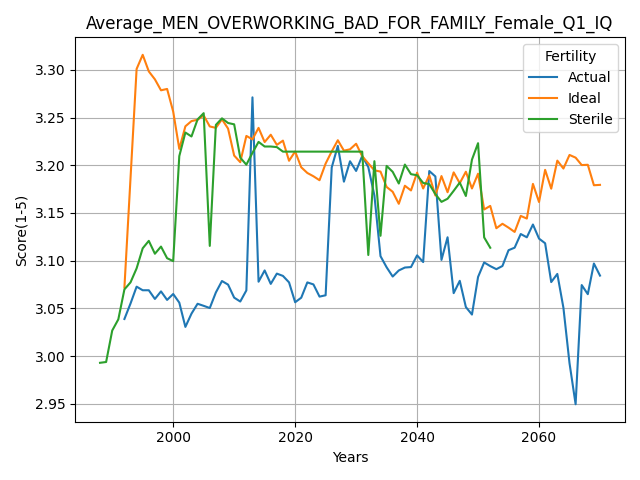 Average_MEN_OVERWORKING_BAD_FOR_FAMILY_Female_Q1_IQ
Fertility
Actual
Ideal
Sterile
Score(1-5)
3.30
3.25
3.20
3.15
3.10
3.05
3.00
2.95
2000
2020
2040
2060
Years